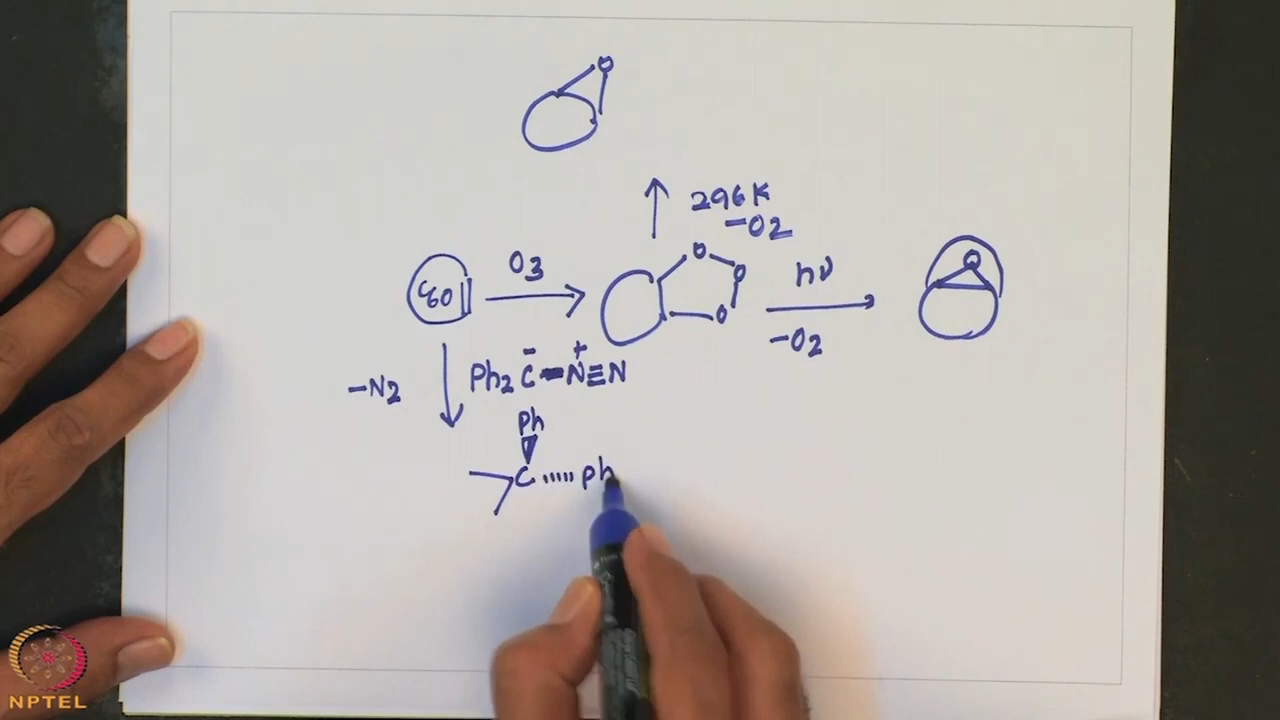 O
296K
-O2
C60
O3
O
O
O
hν
-O2
O
-N2
Ph2C̄-N⁺≡N
Ph
C Ph
NPTEL